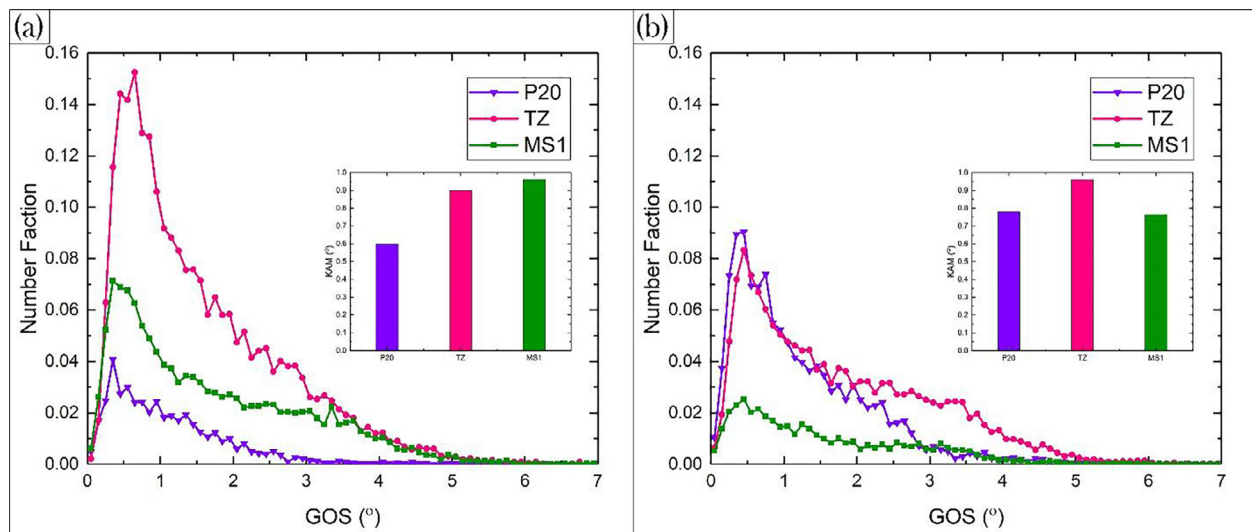 (a)
0.16
0.14
0.12
0.10
0.08
0.06
0.04
0.02
0.00
Number Faction
0 1 2 3 4 5 6 7
GOS (º)
P20
TZ
MS1
1.0
0.9
0.8
0.7
0.6
0.5
0.4
0.3
0.2
0.1
0.0
KAM (º)
P20 TZ MS1
(b)
0.16
0.14
0.12
0.10
0.08
0.06
0.04
0.02
0.00
Number Faction
0 1 2 3 4 5 6 7
GOS (º)
P20
TZ
MS1
1.0
0.9
0.8
0.7
0.6
0.5
0.4
0.3
0.2
0.1
0.0
KAM (º)
P20 TZ MS1